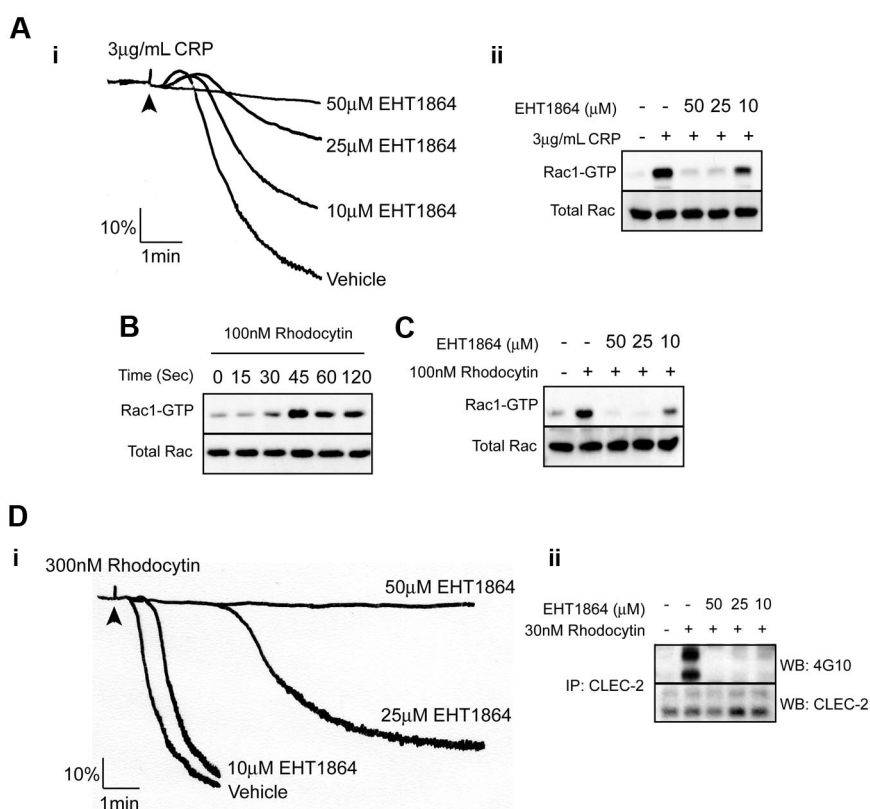 A
i
3μg/mL CRP
50μM EHT1864
25μM EHT1864
10μM EHT1864
Vehicle
10%
1min
ii
EHT1864 (μM) - - 50 25 10
3μg/mL CRP - + + + +
Rac1-GTP
Total Rac
B
100nM Rhodocytin
Time (Sec) 0 15 30 45 60 120
Rac1-GTP
Total Rac
C
EHT1864 (μM) - - 50 25 10
100nM Rhodocytin - + + + +
Rac1-GTP
Total Rac
D
i
300nM Rhodocytin
50μM EHT1864
25μM EHT1864
10μM EHT1864
Vehicle
10%
1min
ii
EHT1864 (μM) - - 50 25 10
30nM Rhodocytin - + + + +
IP: CLEC-2
WB: 4G10
WB: CLEC-2